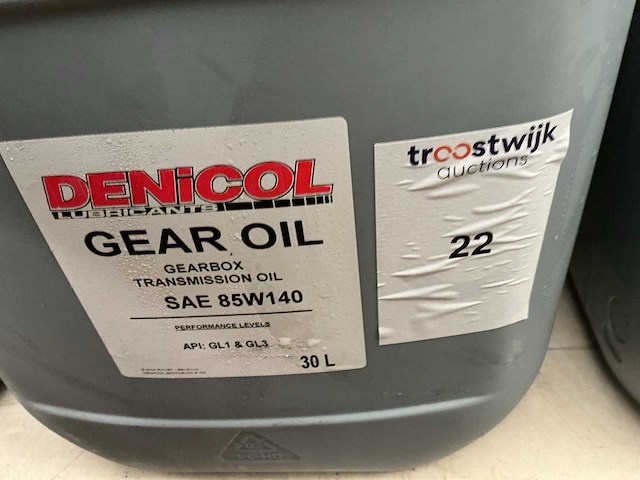 DENiCOL
LUBRICANTS
GEAR OIL
GEARBOX
TRANSMISSION OIL
SAE 85W140
PERFORMANCE LEVELS
API: GL1 & GL3
30 L
troostwijk
auctions
22